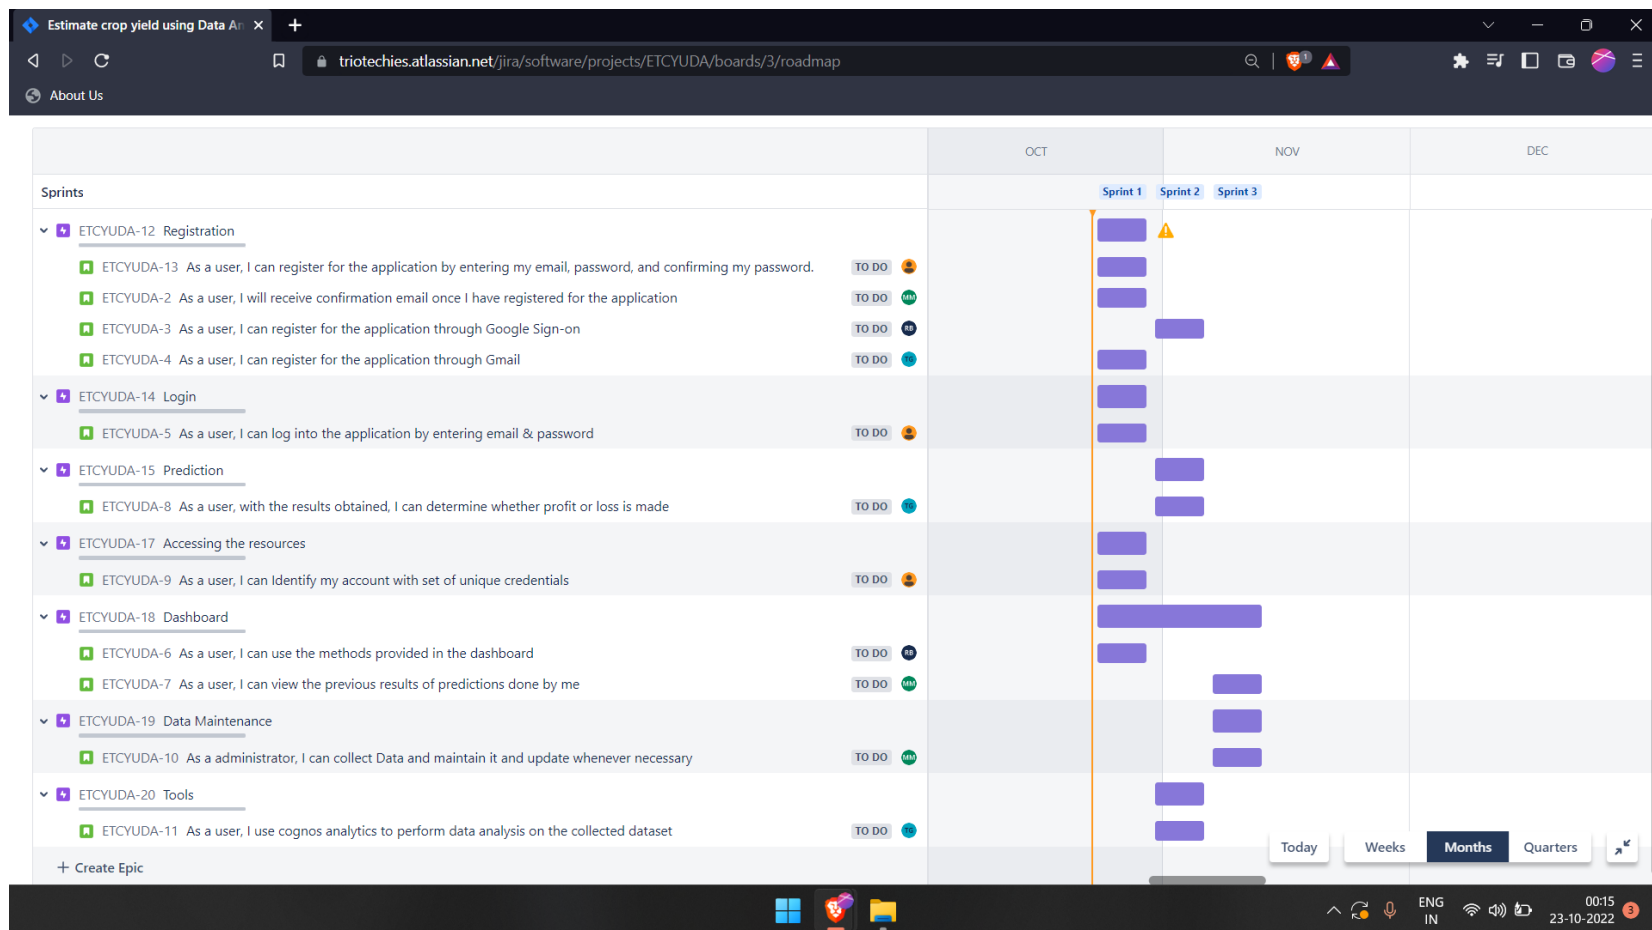 Estimate crop yield using Data An
triotechies.atlassian.net/jira/software/projects/ETCYUDA/boards/3/roadmap
1
About Us
OCT NOV DEC
Sprints Sprint 1 Sprint 2 Sprint 3
ETCYUDA-12 Registration
ETCYUDA-13 As a user, I can register for the application by entering my email, password, and confirming my password. TO DO
ETCYUDA-2 As a user, I will receive confirmation email once I have registered for the application TO DO MM
ETCYUDA-3 As a user, I can register for the application through Google Sign-on TO DO RB
ETCYUDA-4 As a user, I can register for the application through Gmail TO DO TG
ETCYUDA-14 Login
ETCYUDA-5 As a user, I can log into the application by entering email & password TO DO
ETCYUDA-15 Prediction
ETCYUDA-8 As a user, with the results obtained, I can determine whether profit or loss is made TO DO TG
ETCYUDA-17 Accessing the resources
ETCYUDA-9 As a user, I can Identify my account with set of unique credentials TO DO
ETCYUDA-18 Dashboard
ETCYUDA-6 As a user, I can use the methods provided in the dashboard TO DO RB
ETCYUDA-7 As a user, I can view the previous results of predictions done by me TO DO MM
ETCYUDA-19 Data Maintenance
ETCYUDA-10 As a administrator, I can collect Data and maintain it and update whenever necessary TO DO MM
ETCYUDA-20 Tools
ETCYUDA-11 As a user, I use cognos analytics to perform data analysis on the collected dataset TO DO TG
Today Weeks Months Quarters
+ Create Epic
ENG
IN
00:15
23-10-2022
3